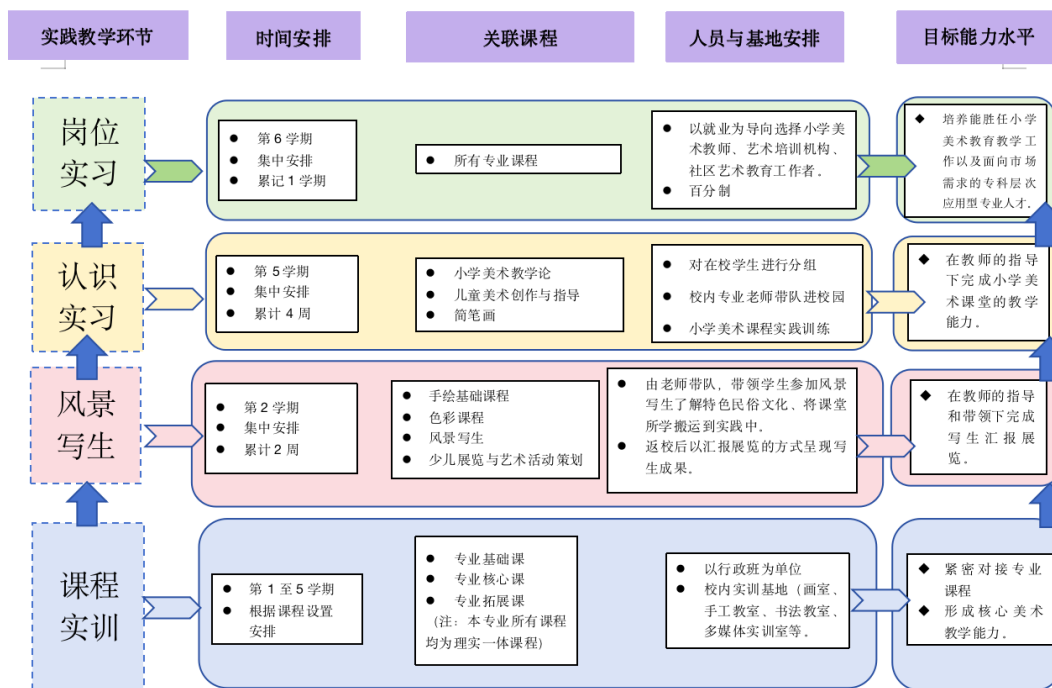 实践教学环节
时间安排
关联课程
人员与基地安排
目标能力水平
岗位
实习
● 第 6 学期
● 集中安排
● 累记 1 学期
● 所有专业课程
● 以就业为导向选择小学美
术教师、艺术培训机构、
社区艺术教育工作者。
● 百分制
◆ 培养能胜任小学
美术教育教学工
作以及面向市场
需求的专科层次
应用型专业人才。
认识
实习
● 第 5 学期
● 集中安排
● 累计 4 周
● 小学美术教学论
● 儿童美术创作与指导
● 简笔画
● 对在校学生进行分组
● 校内专业老师带队进校园
● 小学美术课程实践训练
◆ 在教师的指导
下完成小学美
术课堂的教学
能力。
风景
写生
● 第 2 学期
● 集中安排
● 累计 2 周
● 手绘基础课程
● 色彩课程
● 风景写生
● 少儿展览与艺术活动策划
● 由老师带队，带领学生参加风景
写生了解特色民俗文化、将课堂
所学搬运到实践中。
● 返校后以汇报展览的方式呈现写
生成果。
◆ 在教师的指导
和带领下完成
写生汇报展
览。
课程
实训
● 第 1 至 5 学期
● 根据课程设置
安排
● 专业基础课
● 专业核心课
● 专业拓展课
(注：本专业所有课程
均为理实一体课程)
● 以行政班为单位
● 校内实训基地（画室、
手工教室、书法教室、
多媒体实训室等。
◆ 紧密对接专业
课程
◆ 形成核心美术
教学能力。